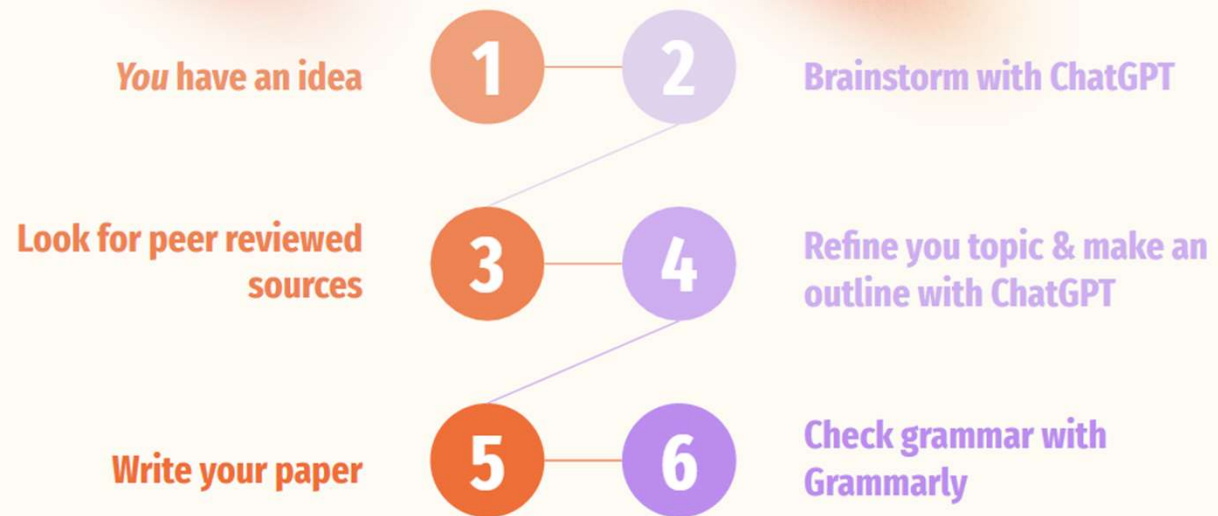 You have an idea
1
2
Brainstorm with ChatGPT
Look for peer reviewed
sources
3
4
Refine you topic & make an
outline with ChatGPT
Write your paper
5
6
Check grammar with
Grammarly